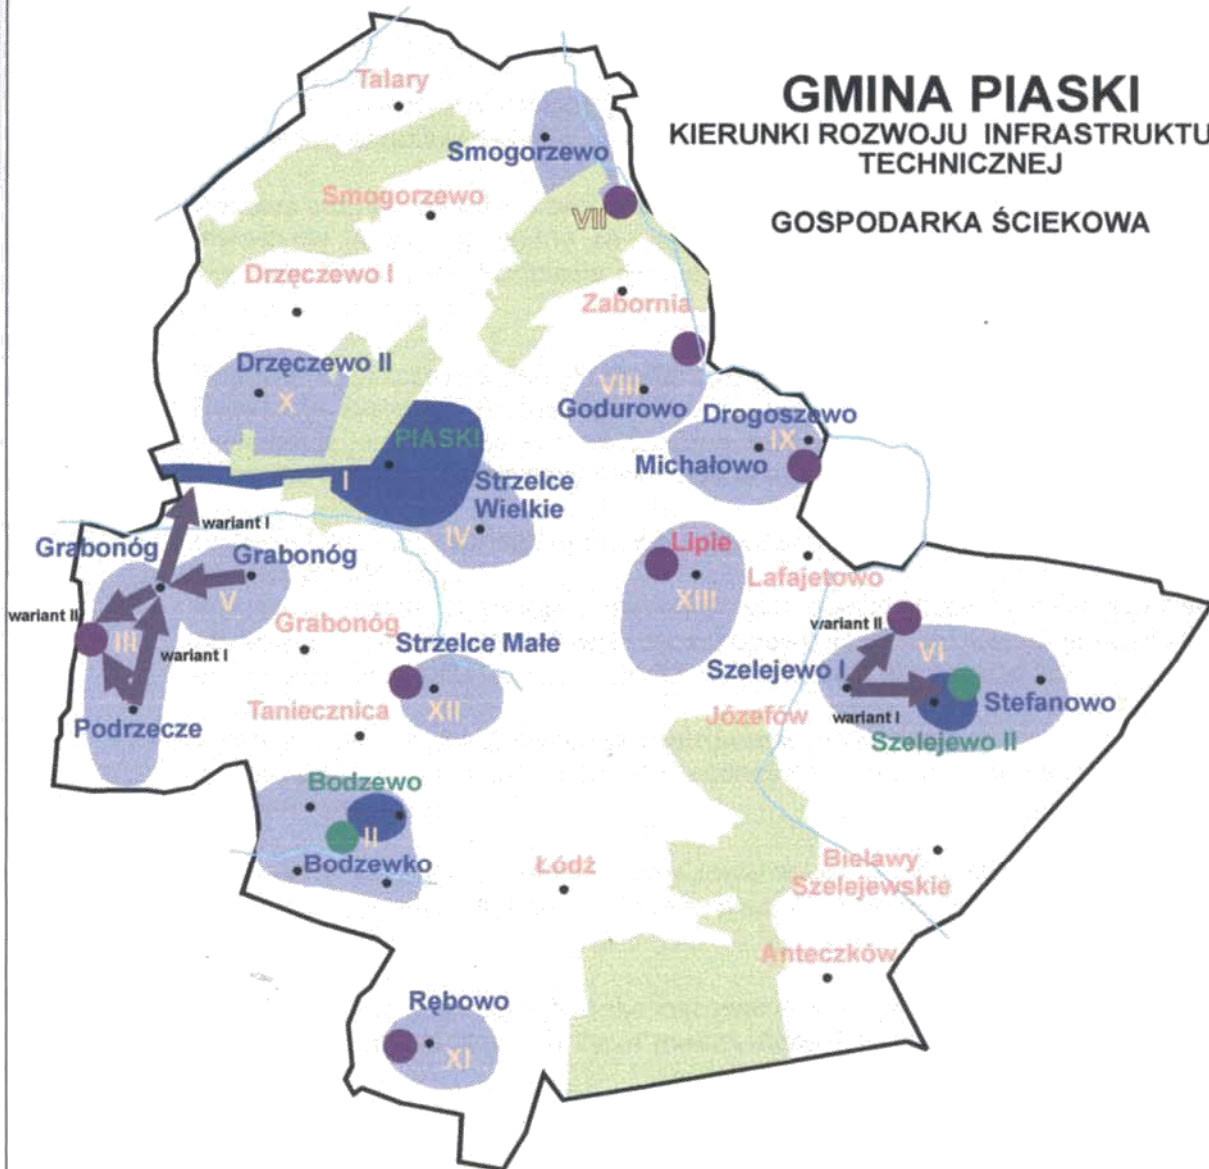 GMINA PIASKI
KIERUNKI ROZWOJU INFRASTRUKTU
TECHNICZNEJ
GOSPODARKA ŚCIEKOWA
Talary
Smogorzewo
Smogorzewo
VII
Drzęczewo I
Zabornia
Drzęczewo II
X
VIII
Godurowo
Drogoszewo
IX
Michałowo
PIASKI
I
Strzelce
Wielkie
IV
wariant I
Grabonóg
Grabonóg
V
wariant II
III
wariant I
Grabonóg
Podrzecze
Lipie
XIII
Lafajetowo
Strzelce Małe
XII
Taniecznica
wariant II
VI
Szelejewo I
Stefanowo
wariant I
Szelejewo II
Józefów
Bodzewo
II
Bodzewko
Łódź
Bielawy
Szelejewskie
Anteczków
Rębowo
XI